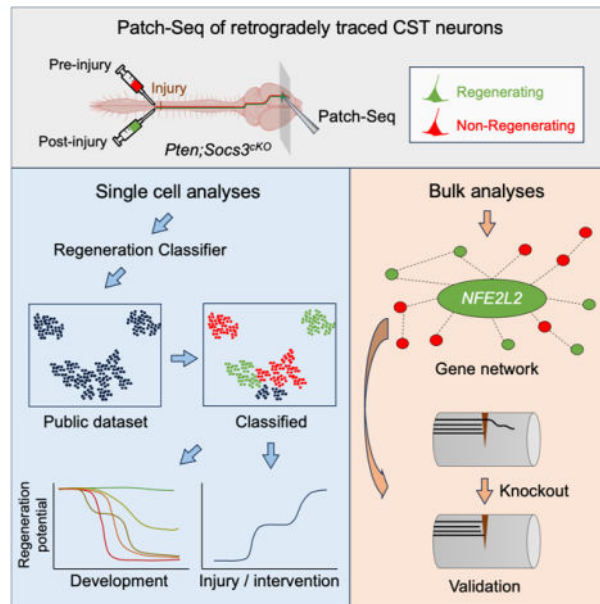 Patch-Seq of retrogradely traced CST neurons
Pre-injury
Injury
Post-injury
Pten;Socs3cKO
Patch-Seq
Regenerating
Non-Regenerating
Single cell analyses
Regeneration Classifier
Public dataset
Classified
Regeneration
potential
Development
Injury / intervention
Bulk analyses
NFE2L2
Gene network
Knockout
Validation